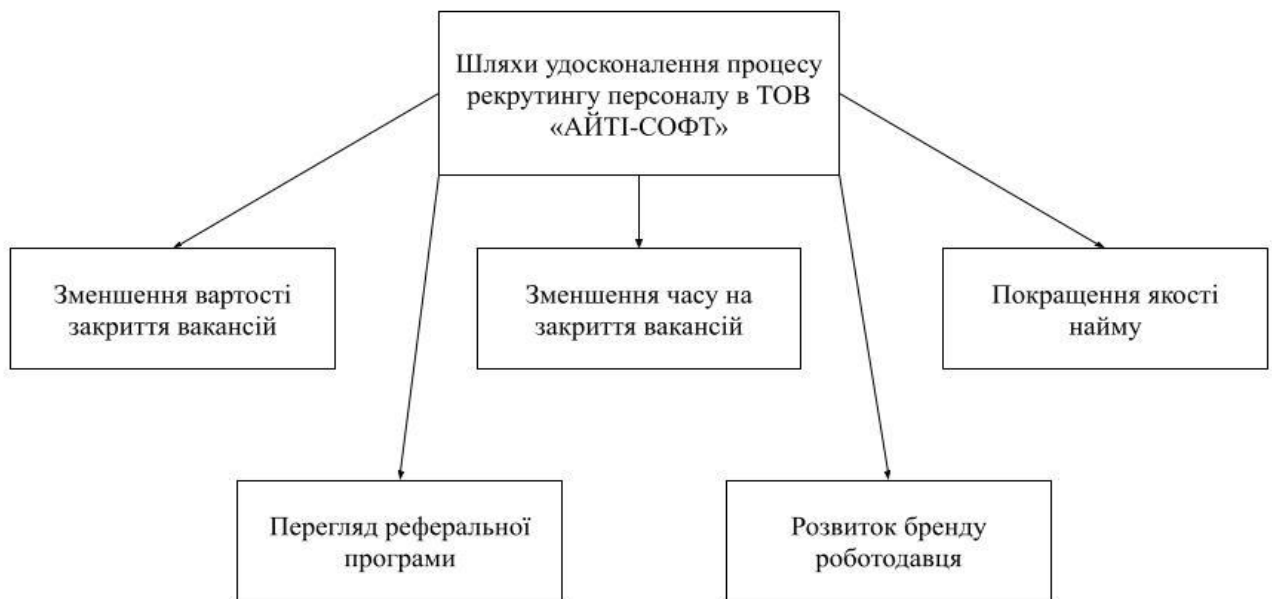 Шляхи удосконалення процесу
рекрутингу персоналу в ТОВ
«АЙТІ-СОФТ»
Зменшення вартості
закриття вакансій
Зменшення часу на
закриття вакансій
Покращення якості
найму
Перегляд реферальної
програми
Розвиток бренду
роботодавця